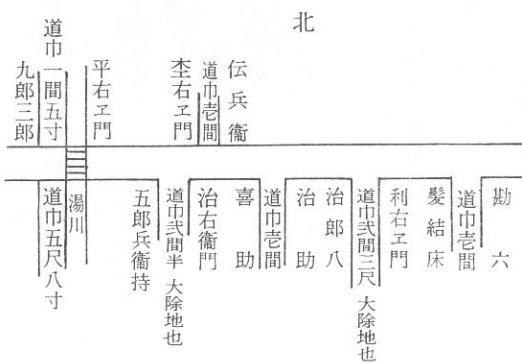 北
伝兵衞
道巾壱間
杢右ヱ門
平右ヱ門
道巾一間五寸
九郎三郎
勘六
道巾壱間
髪結床
利右ヱ門
道巾弐間三尺 大除地也
治郎八
治助
道巾壱間
喜助
治右衞門
道巾弐間半 大除地也
五郎兵衞持
湯川
道巾五尺八寸